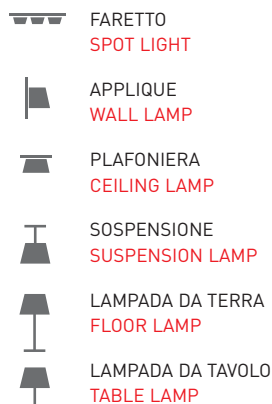 FARETTO
SPOT LIGHT
APPLIQUE
WALL LAMP
PLAFONIERA
CEILING LAMP
SOSPENSIONE
SUSPENSION LAMP
LAMPADA DA TERRA
FLOOR LAMP
LAMPADA DA TAVOLO
TABLE LAMP